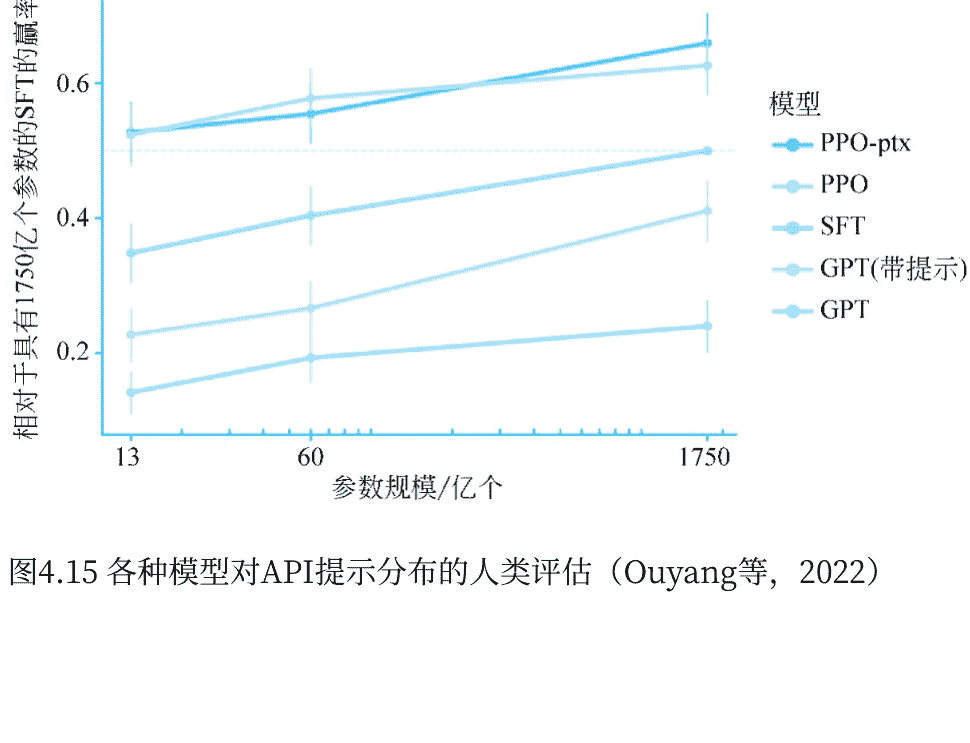 相对于具有1750亿个参数的SFT的赢率
0.6
0.4
0.2
13
60
1750
参数规模/亿个
模型
PPO-ptx
PPO
SFT
GPT(带提示)
GPT
图4.15 各种模型对API提示分布的人类评估（Ouyang等，2022）